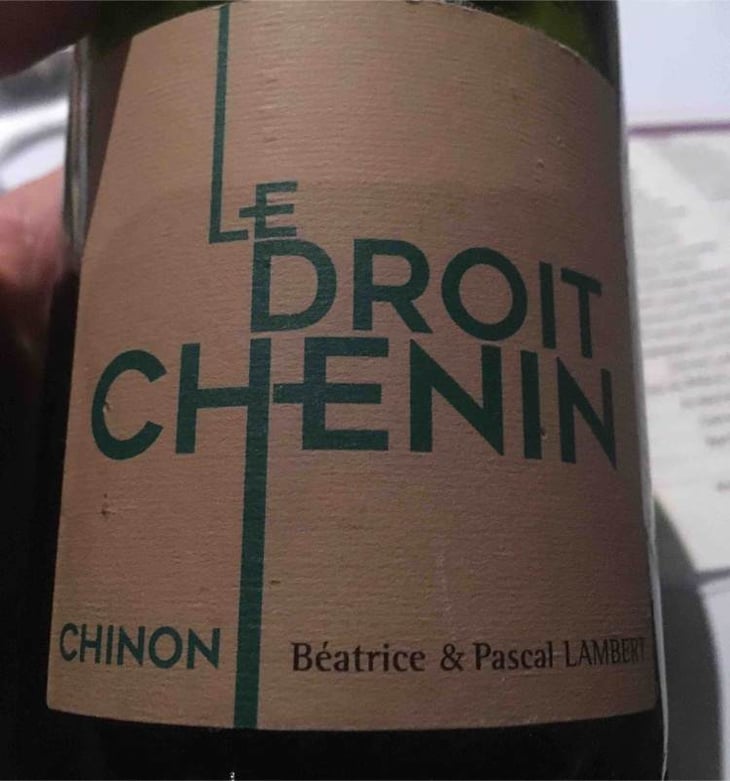 LE
DROIT
CHENIN
CHINON
Béatrice & Pascal LAMBERT